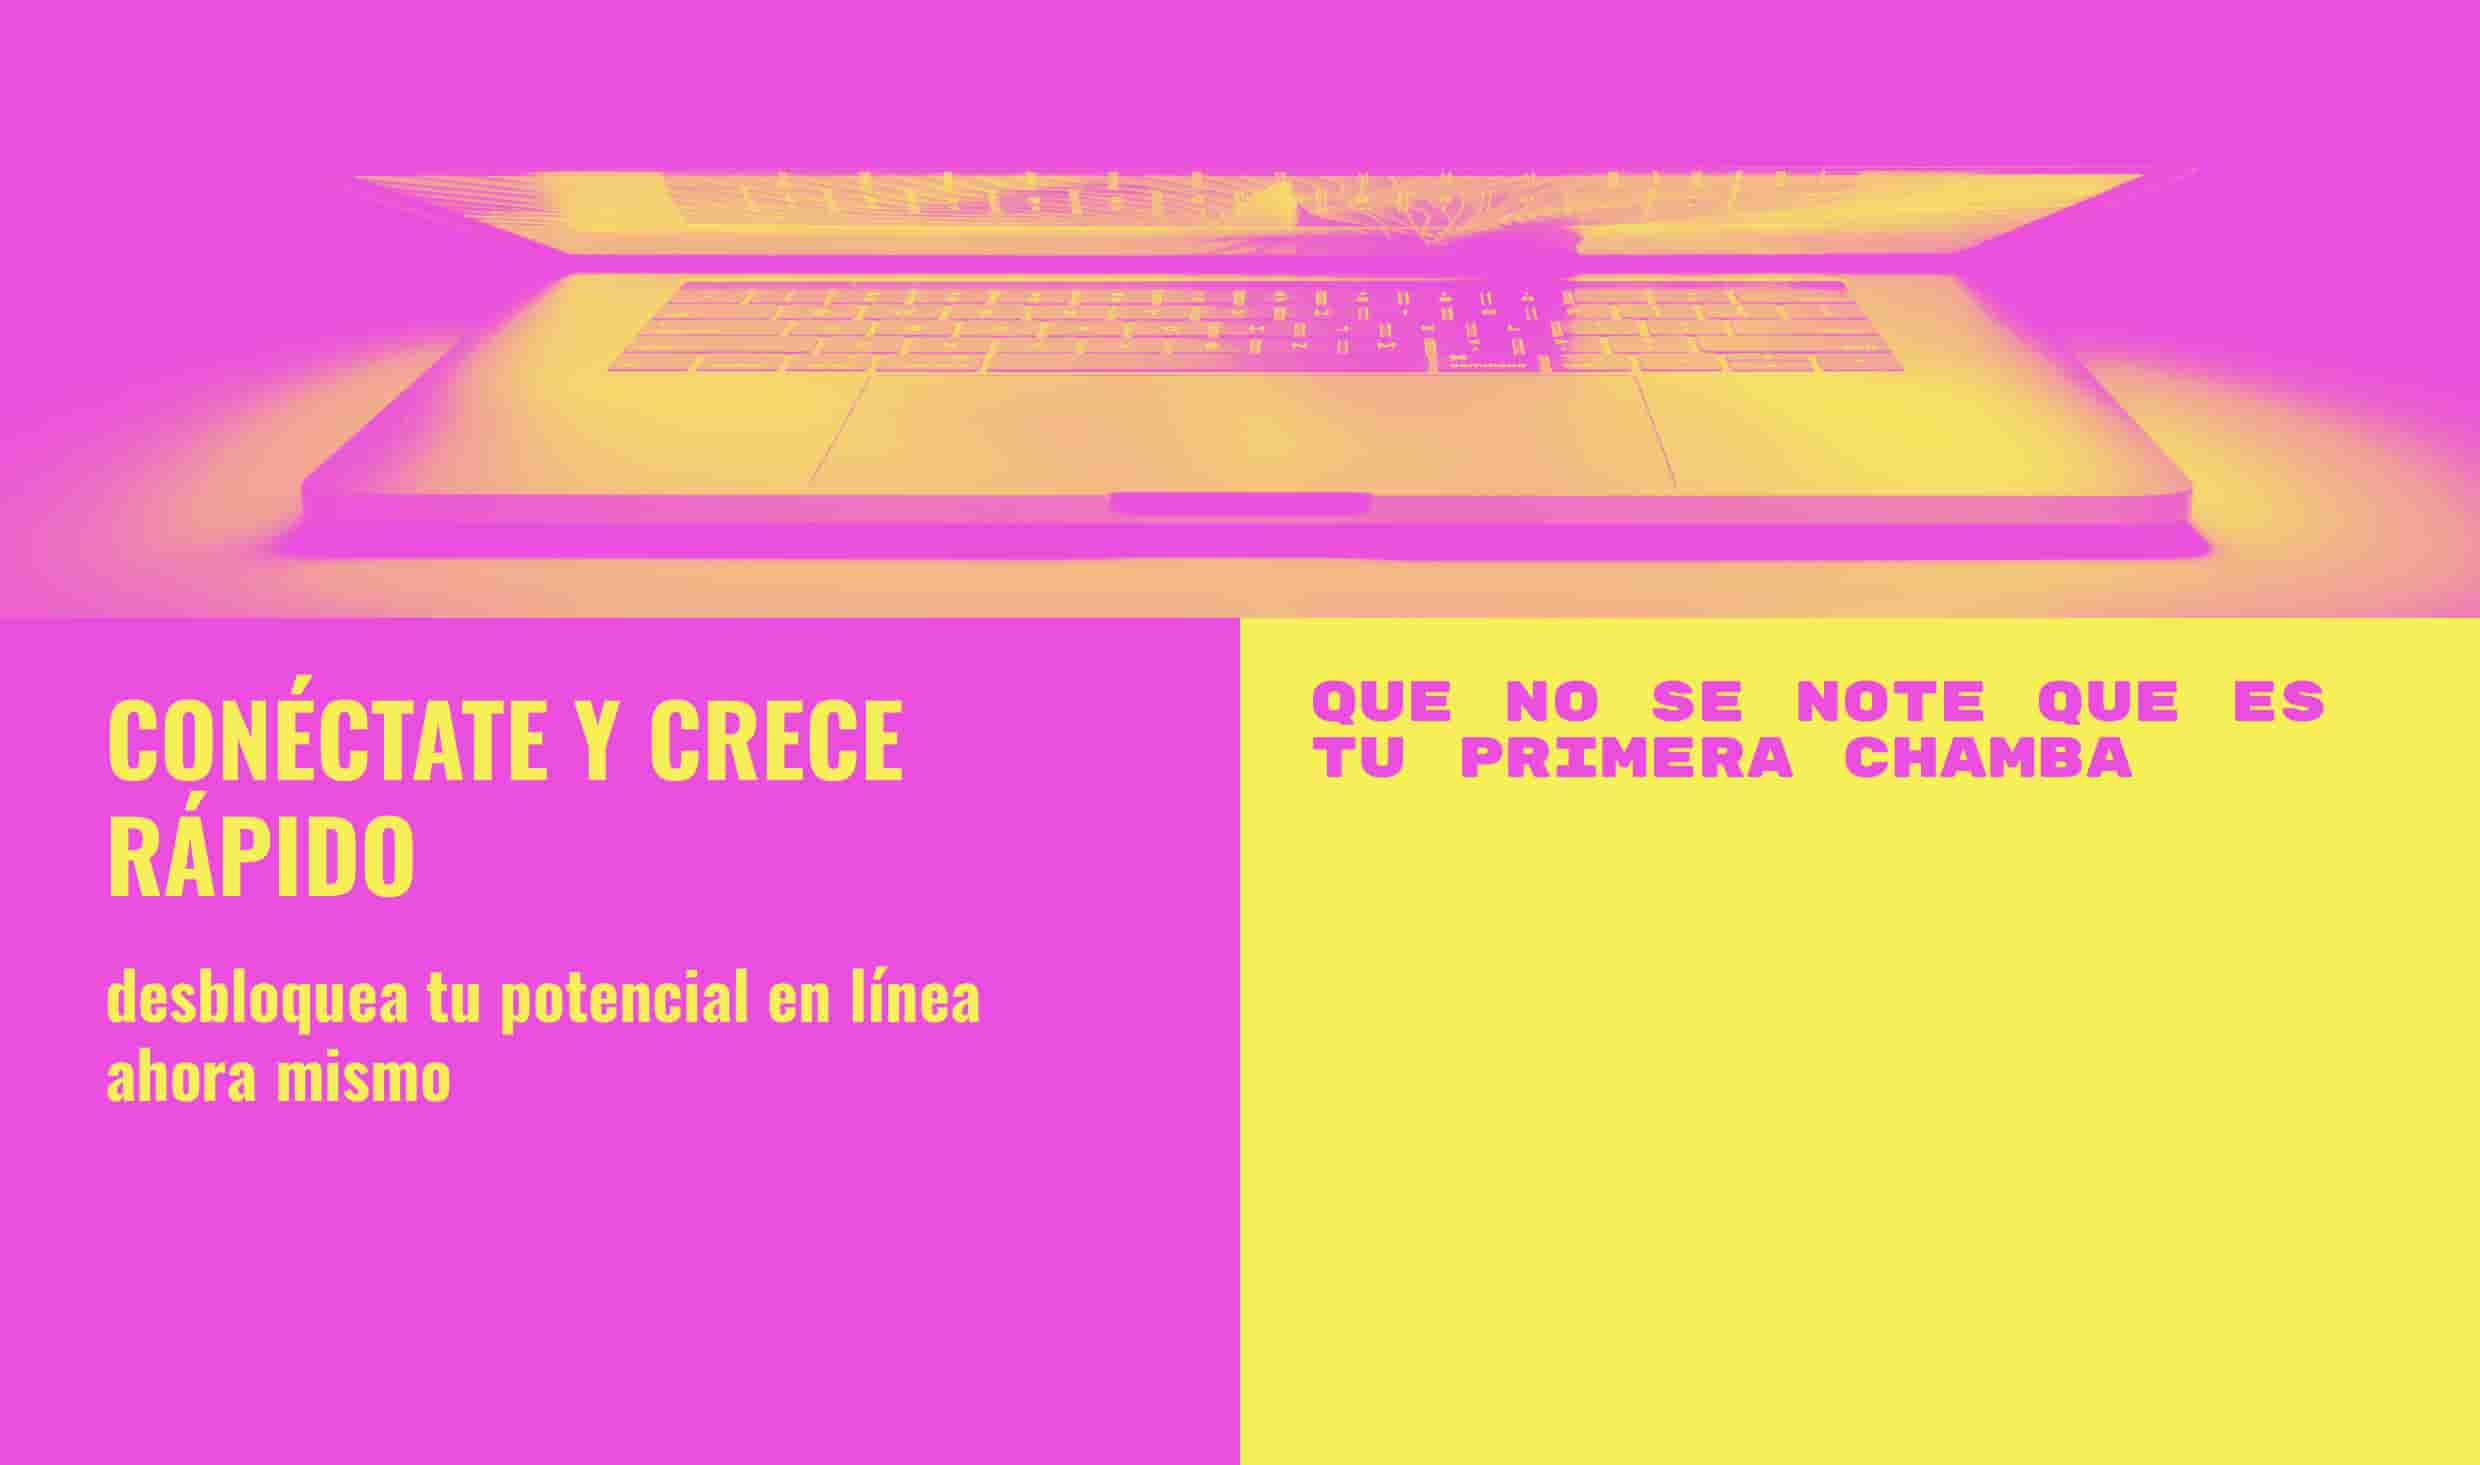 CONÉCTATE Y CRECE
RÁPIDO
desbloquea tu potencial en línea
ahora mismo
QUE NO SE NOTE QUE ES
TU PRIMERA CHAMBA